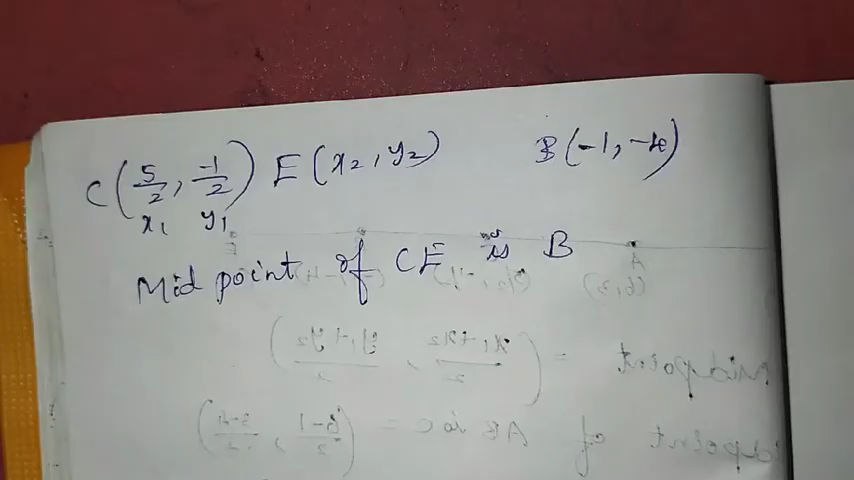 C(5/2, -1/2) E(x₂, y₂) B(-1, -4)
x₁ y₁
Mid point of CE is B